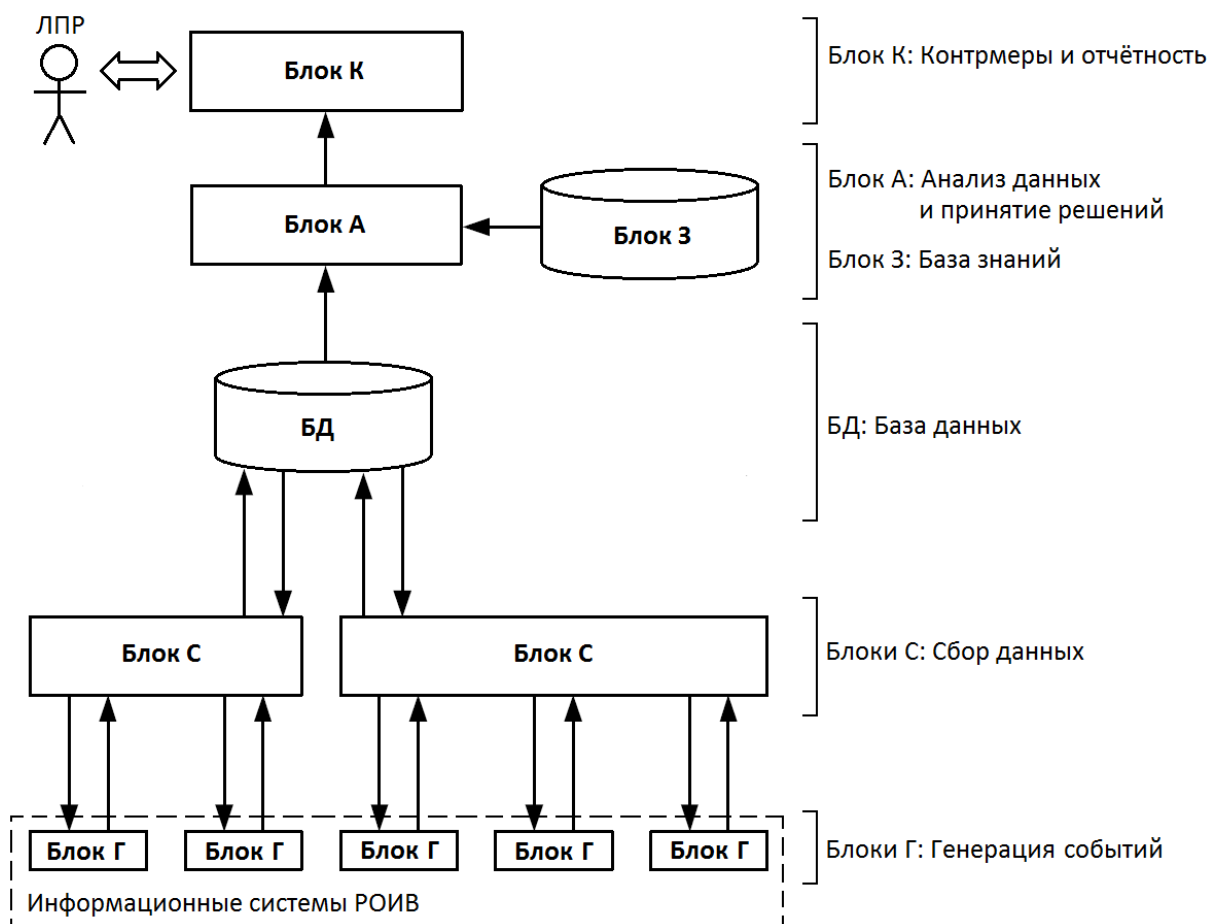 ЛПР
Блок К
Блок К: Контрмеры и отчётность
Блок А
Блок З
Блок А: Анализ данных
и принятие решений
Блок З: База знаний
БД
БД: База данных
Блок С
Блок С
Блоки С: Сбор данных
Блок Г
Блок Г
Блок Г
Блок Г
Блок Г
Блоки Г: Генерация событий
Информационные системы РОИВ